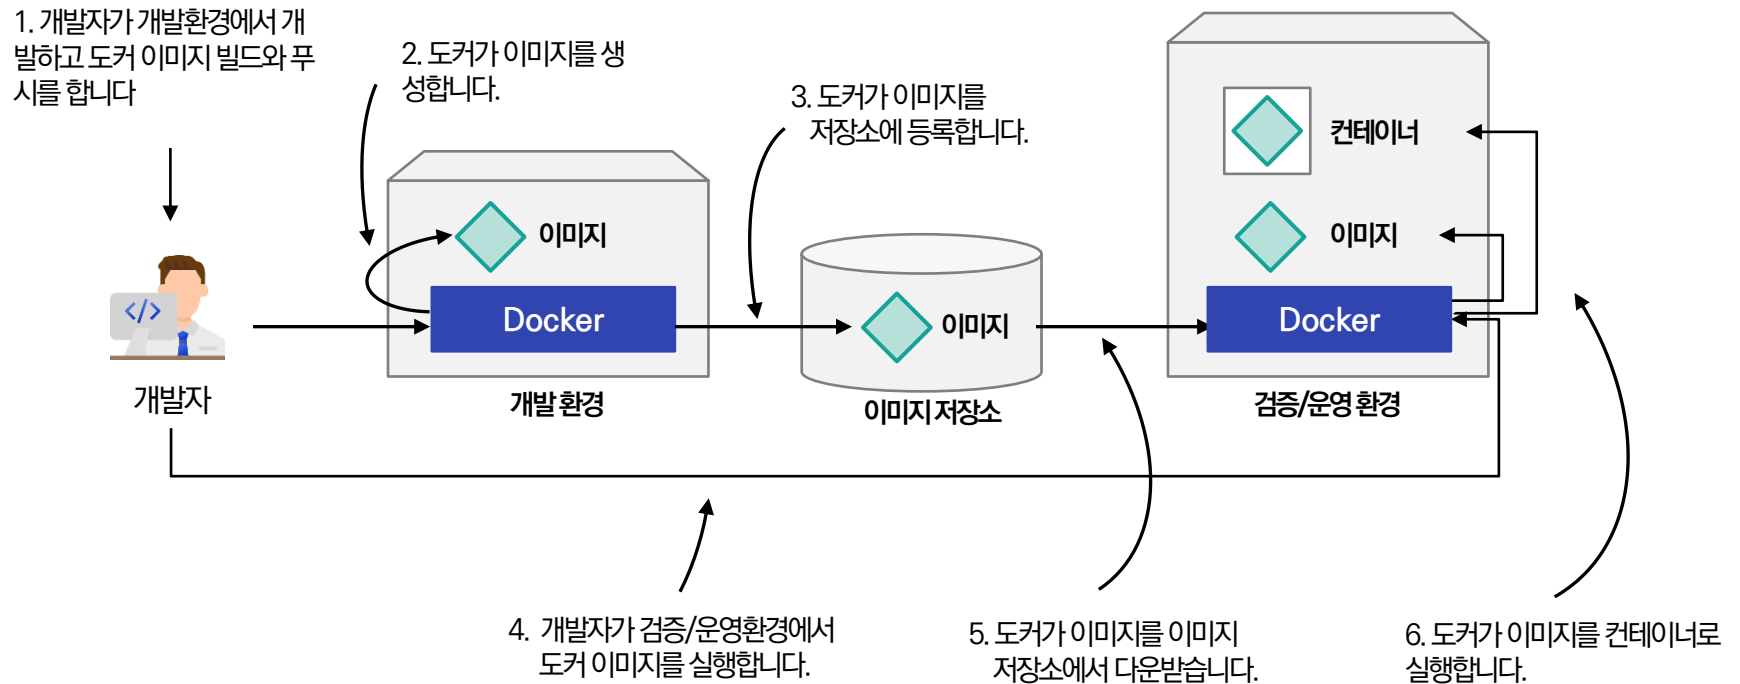 1. 개발자가 개발환경에서 개
발하고 도커 이미지 빌드와 푸
시를 합니다
2. 도커가 이미지를 생
성합니다.
3. 도커가 이미지를
저장소에 등록합니다.
컨테이너
이미지
이미지
</>
Docker
이미지
Docker
개발자
개발 환경
이미지 저장소
검증/운영 환경
4. 개발자가 검증/운영환경에서
도커 이미지를 실행합니다.
5. 도커가 이미지를 이미지
저장소에서 다운받습니다.
6. 도커가 이미지를 컨테이너로
실행합니다.